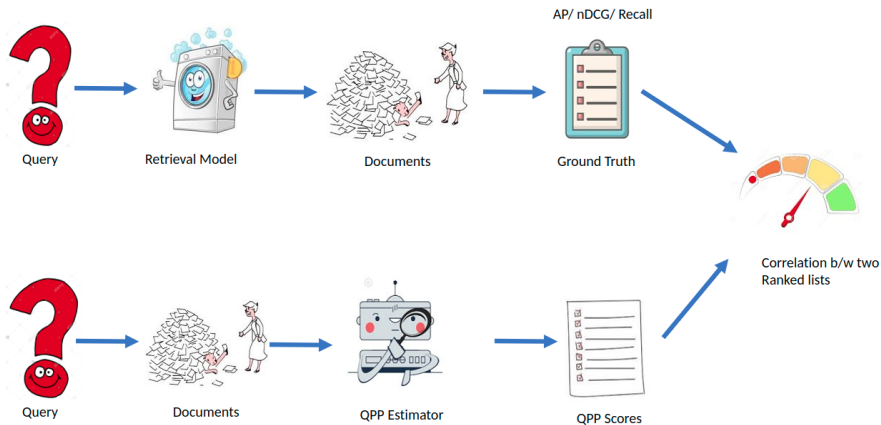 AP/ nDCG/ Recall
Query
Retrieval Model
Documents
Ground Truth
Correlation b/w two
Ranked lists
Query
Documents
QPP Estimator
QPP Scores